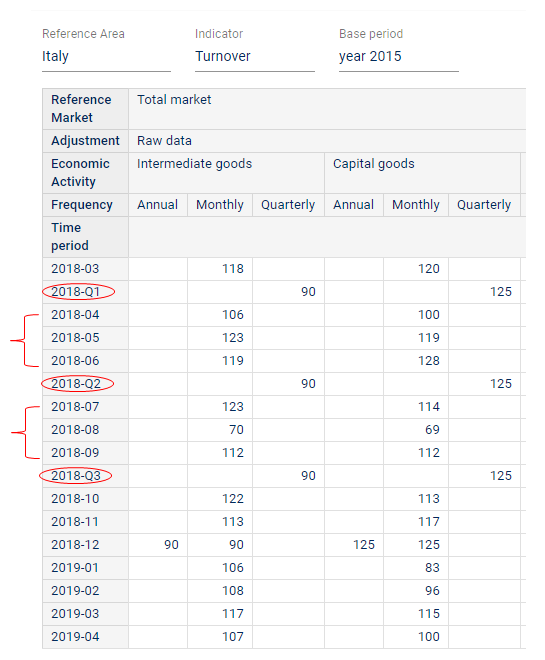 Reference Area Indicator Base period
Italy Turnover year 2015
Reference Market Total market
Adjustment Raw data
Economic Activity Intermediate goods Capital goods
Frequency Annual Monthly Quarterly Annual Monthly Quarterly
Time period
2018-03 118 120
2018-Q1 90 125
2018-04 106 100
2018-05 123 119
2018-06 119 128
2018-Q2 90 125
2018-07 123 114
2018-08 70 69
2018-09 112 112
2018-Q3 90 125
2018-10 122 113
2018-11 113 117
2018-12 90 90 125 125
2019-01 106 83
2019-02 108 96
2019-03 117 115
2019-04 107 100